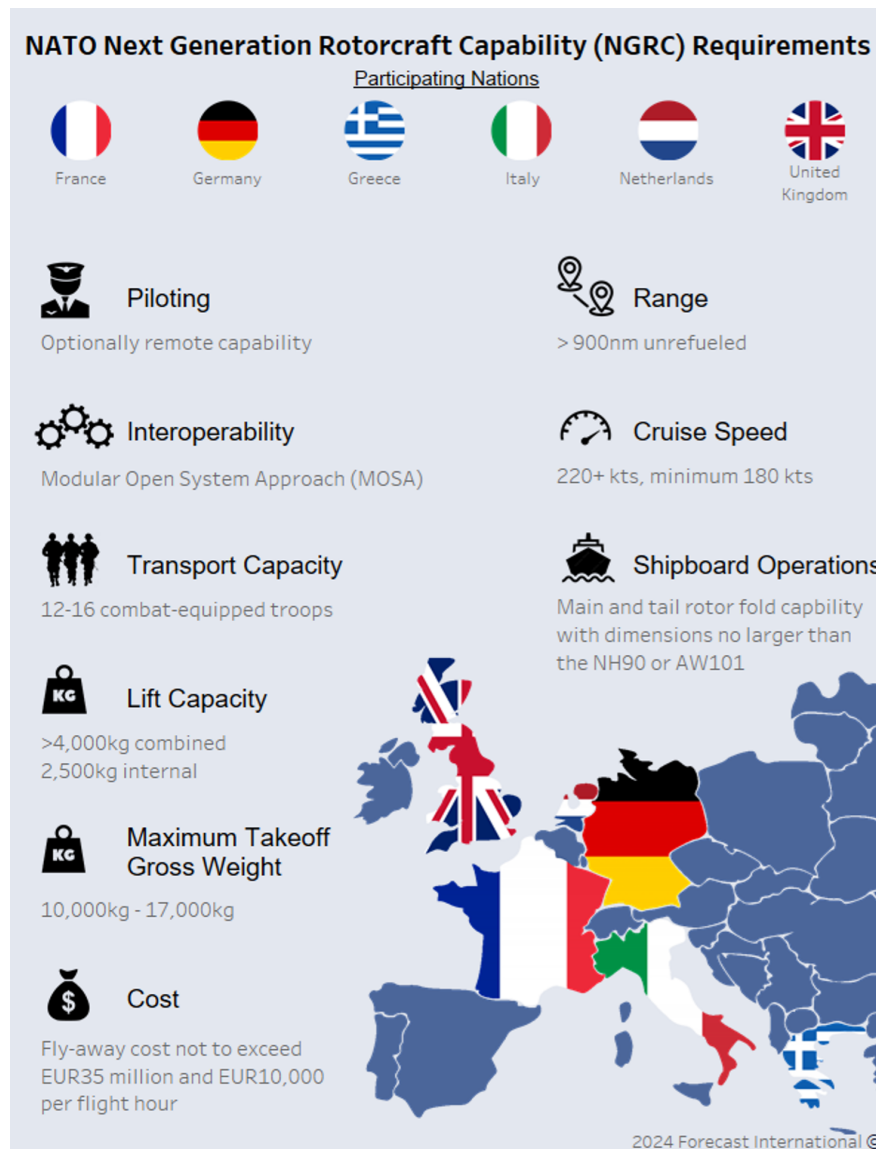 NATO Next Generation Rotorcraft Capability (NGRC) Requirements
Participating Nations
France
Germany
Greece
Italy
Netherlands
United
Kingdom
Piloting
Optionally remote capability
Range
> 900nm unrefueled
Interoperability
Modular Open System Approach (MOSA)
Cruise Speed
220+ kts, minimum 180 kts
Transport Capacity
12-16 combat-equipped troops
Shipboard Operations
Main and tail rotor fold capbility
with dimensions no larger than
the NH90 or AW101
KG
Lift Capacity
>4,000kg combined
2,500kg internal
KG
Maximum Takeoff
Gross Weight
10,000kg - 17,000kg
$
Cost
Fly-away cost not to exceed
EUR35 million and EUR10,000
per flight hour
2024 Forecast International ©